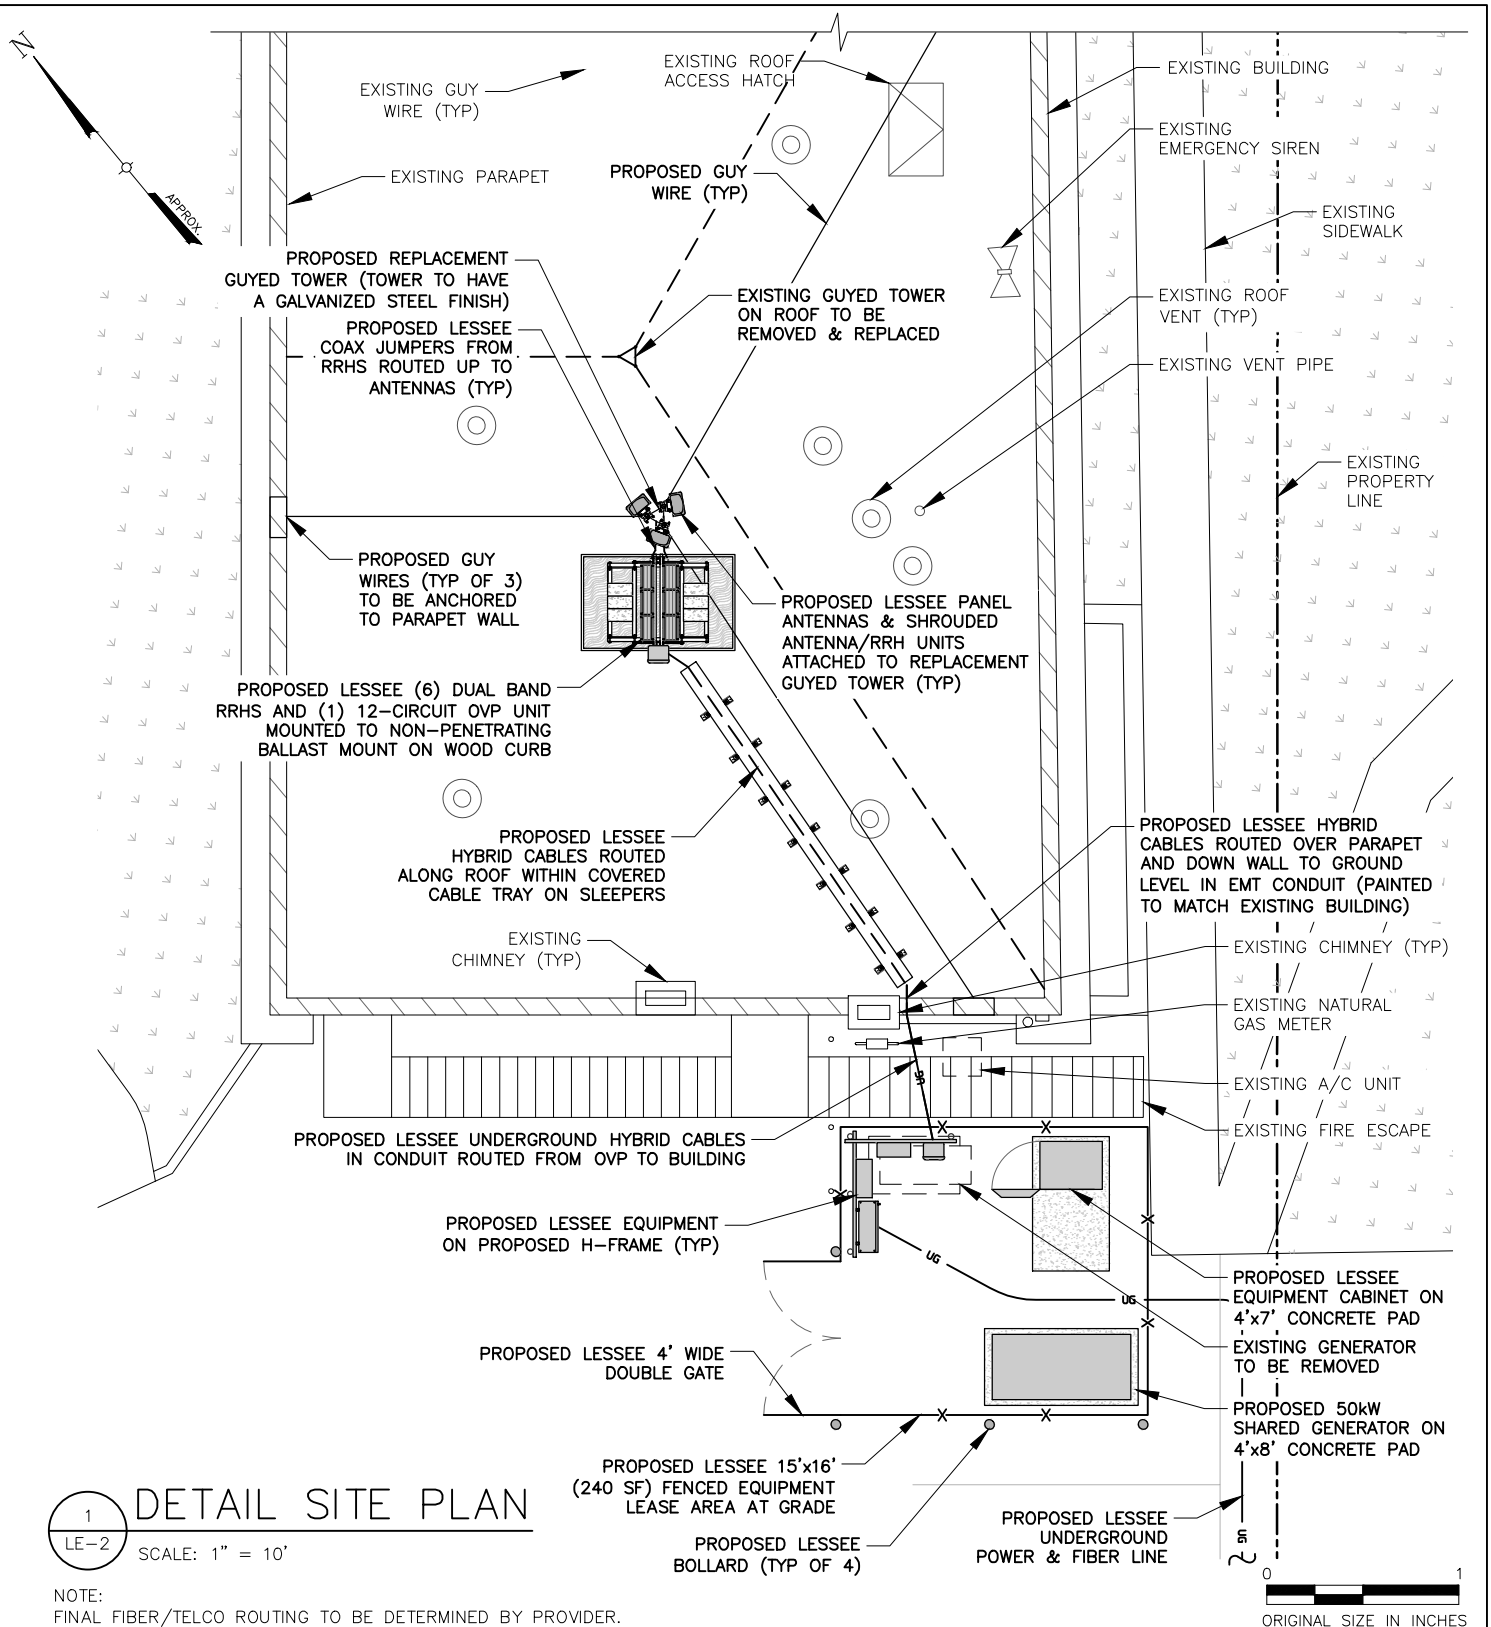 N
APPROX.
EXISTING GUY
WIRE (TYP)
EXISTING ROOF
ACCESS HATCH
EXISTING BUILDING
EXISTING
EMERGENCY SIREN
EXISTING PARAPET
PROPOSED GUY
WIRE (TYP)
EXISTING
SIDEWALK
PROPOSED REPLACEMENT
GUYED TOWER (TOWER TO HAVE
A GALVANIZED STEEL FINISH)
EXISTING GUYED TOWER
ON ROOF TO BE
REMOVED & REPLACED
EXISTING ROOF
VENT (TYP)
PROPOSED LESSEE
COAX JUMPERS FROM
RRHS ROUTED UP TO
ANTENNAS (TYP)
EXISTING VENT PIPE
EXISTING
PROPERTY
LINE
PROPOSED GUY
WIRES (TYP OF 3)
TO BE ANCHORED
TO PARAPET WALL
PROPOSED LESSEE PANEL
ANTENNAS & SHROUDED
ANTENNA/RRH UNITS
ATTACHED TO REPLACEMENT
GUYED TOWER (TYP)
PROPOSED LESSEE (6) DUAL BAND
RRHS AND (1) 12-CIRCUIT OVP UNIT
MOUNTED TO NON-PENETRATING
BALLAST MOUNT ON WOOD CURB
PROPOSED LESSEE
HYBRID CABLES ROUTED
ALONG ROOF WITHIN COVERED
CABLE TRAY ON SLEEPERS
PROPOSED LESSEE HYBRID
CABLES ROUTED OVER PARAPET
AND DOWN WALL TO GROUND
LEVEL IN EMT CONDUIT (PAINTED
TO MATCH EXISTING BUILDING)
EXISTING
CHIMNEY (TYP)
EXISTING CHIMNEY (TYP)
EXISTING NATURAL
GAS METER
UG
EXISTING A/C UNIT
PROPOSED LESSEE UNDERGROUND HYBRID CABLES
IN CONDUIT ROUTED FROM OVP TO BUILDING
EXISTING FIRE ESCAPE
PROPOSED LESSEE EQUIPMENT
ON PROPOSED H-FRAME (TYP)
UG
UG
PROPOSED LESSEE
EQUIPMENT CABINET ON
4'x7' CONCRETE PAD
EXISTING GENERATOR
TO BE REMOVED
PROPOSED LESSEE 4' WIDE
DOUBLE GATE
PROPOSED 50kW
SHARED GENERATOR ON
4'x8' CONCRETE PAD
PROPOSED LESSEE 15'x16'
(240 SF) FENCED EQUIPMENT
LEASE AREA AT GRADE
PROPOSED LESSEE
BOLLARD (TYP OF 4)
PROPOSED LESSEE
UNDERGROUND
POWER & FIBER LINE
UG
1
LE-2
DETAIL SITE PLAN
SCALE: 1" = 10'
NOTE:
FINAL FIBER/TELCO ROUTING TO BE DETERMINED BY PROVIDER.
0 1
ORIGINAL SIZE IN INCHES